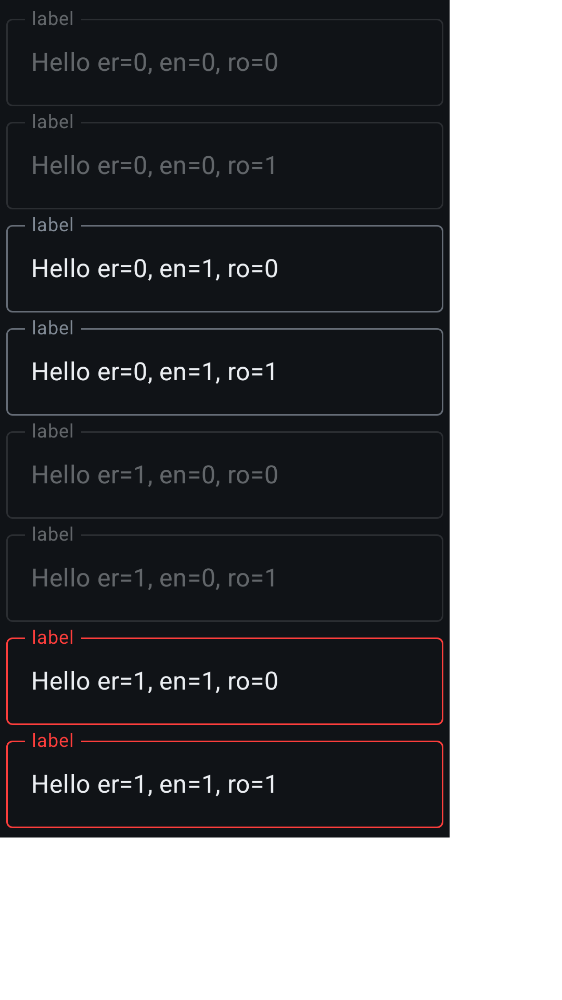 label
Hello er=0, en=0, ro=0
label
Hello er=0, en=0, ro=1
label
Hello er=0, en=1, ro=0
label
Hello er=0, en=1, ro=1
label
Hello er=1, en=0, ro=0
label
Hello er=1, en=0, ro=1
label
Hello er=1, en=1, ro=0
label
Hello er=1, en=1, ro=1